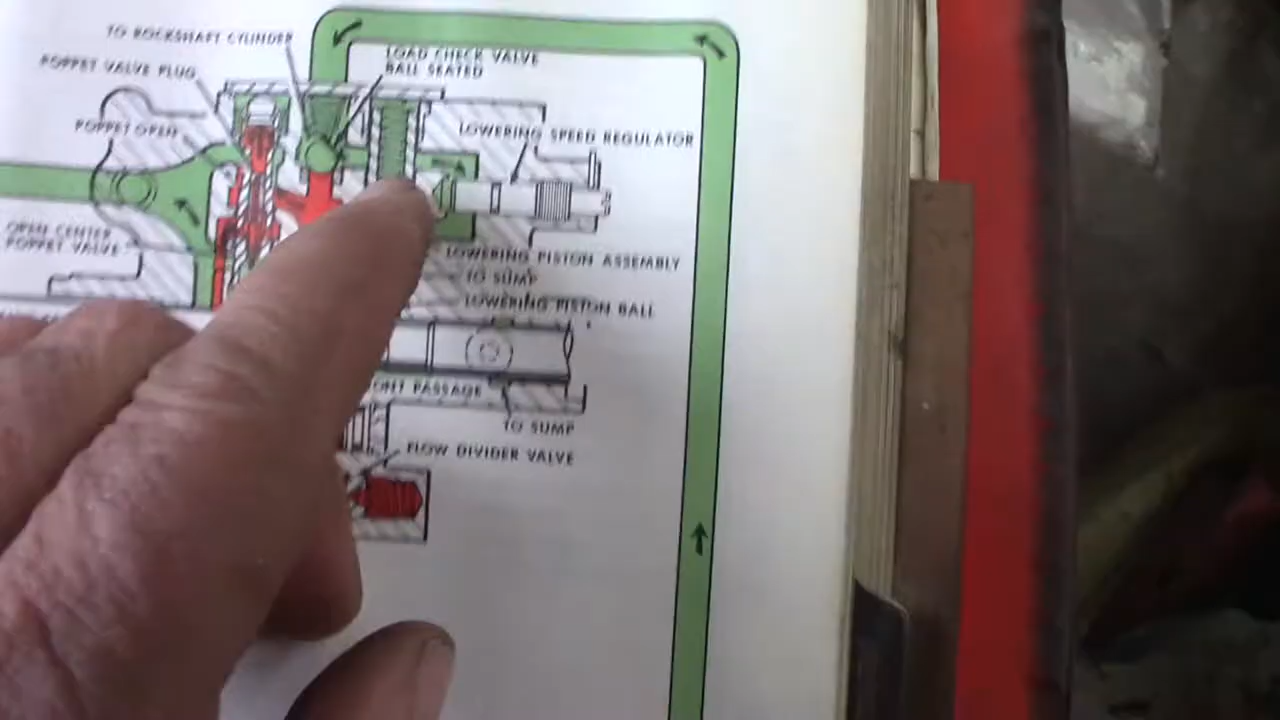 TO ROCKSHAFT CYLINDER
POPPET VALVE PLUG
LOAD CHECK VALVE
BALL SEATED
POPPET OPEN
LOWERING SPEED REGULATOR
OPEN CENTER
POPPET VALVE
LOWERING PISTON ASSEMBLY
TO SUMP
LOWERING PISTON BALL
PASSAGE
TO SUMP
FLOW DIVIDER VALVE